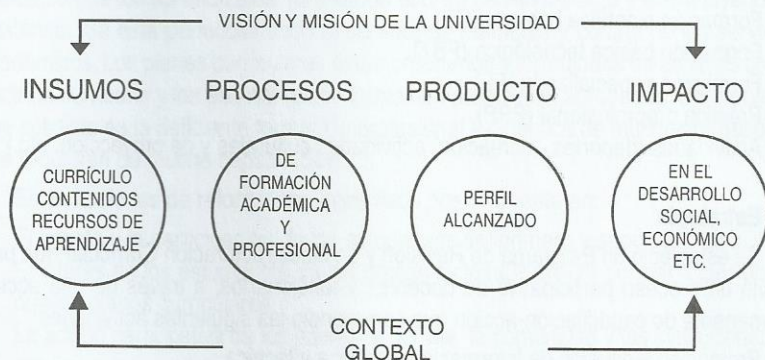 VISIÓN Y MISIÓN DE LA UNIVERSIDAD
INSUMOS PROCESOS PRODUCTO IMPACTO
CURRÍCULO
CONTENIDOS
RECURSOS DE
APRENDIZAJE
DE
FORMACIÓN
ACADÉMICA
Y
PROFESIONAL
PERFIL
ALCANZADO
EN EL
DESARROLLO
SOCIAL,
ECONÓMICO
ETC.
CONTEXTO
GLOBAL